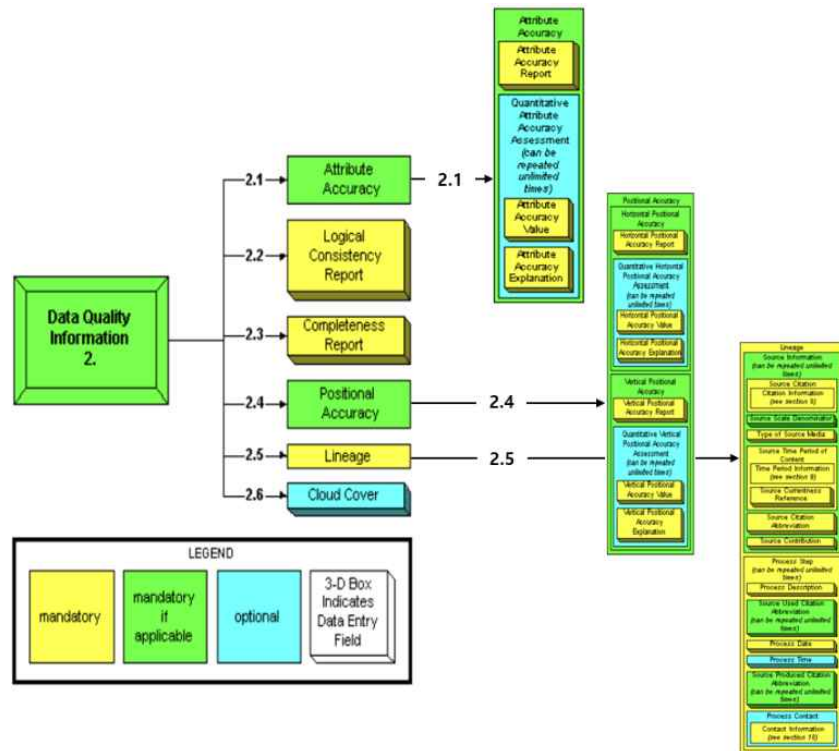 Data Quality
Information
2.
2.1
Attribute
Accuracy
2.2
Logical
Consistency
Report
2.3
Completeness
Report
2.4
Positional
Accuracy
2.5
Lineage
2.6
Cloud Cover
2.1
Attribute
Accuracy
Attribute
Accuracy
Report
Quantitative
Attribute
Accuracy
Assessment
(can be
repeated
unlimited
times)
Attribute
Accuracy
Value
Attribute
Accuracy
Explanation
2.4
Positional Accuracy
Horizontal Positional
Accuracy
Horizontal Positional
Accuracy Report
Quantitative Horizontal
Positional Accuracy
Assessment
(can be repeated
unlimited times)
Horizontal Positional
Accuracy Value
Horizontal Positional
Accuracy Explanation
Vertical Positional
Accuracy
Vertical Positional
Accuracy Report
Quantitative Vertical
Positional Accuracy
Assessment
(can be repeated
unlimited times)
Vertical Positional
Accuracy Value
Vertical Positional
Accuracy
Explanation
2.5
Lineage
Source Information
(can be repeated unlimited
times)
Source Citation
Citation Information
(see section 8)
Source Scale Denominator
Type of Source Media
Source Time Period of
Content
Time Period Information
(see section 9)
Source Currentness
Reference
Source Citation
Abbreviation
Source Contribution
Process Step
(can be repeated unlimited
times)
Process Description
Source Used Citation
Abbreviation
(can be repeated unlimited
times)
Process Date
Process Time
Source Produced Citation
Abbreviation
(can be repeated unlimited
times)
Process Contact
Contact Information
(see section 10)
LEGEND
mandatory
mandatory
if
applicable
optional
3-D Box
Indicates
Data Entry
Field